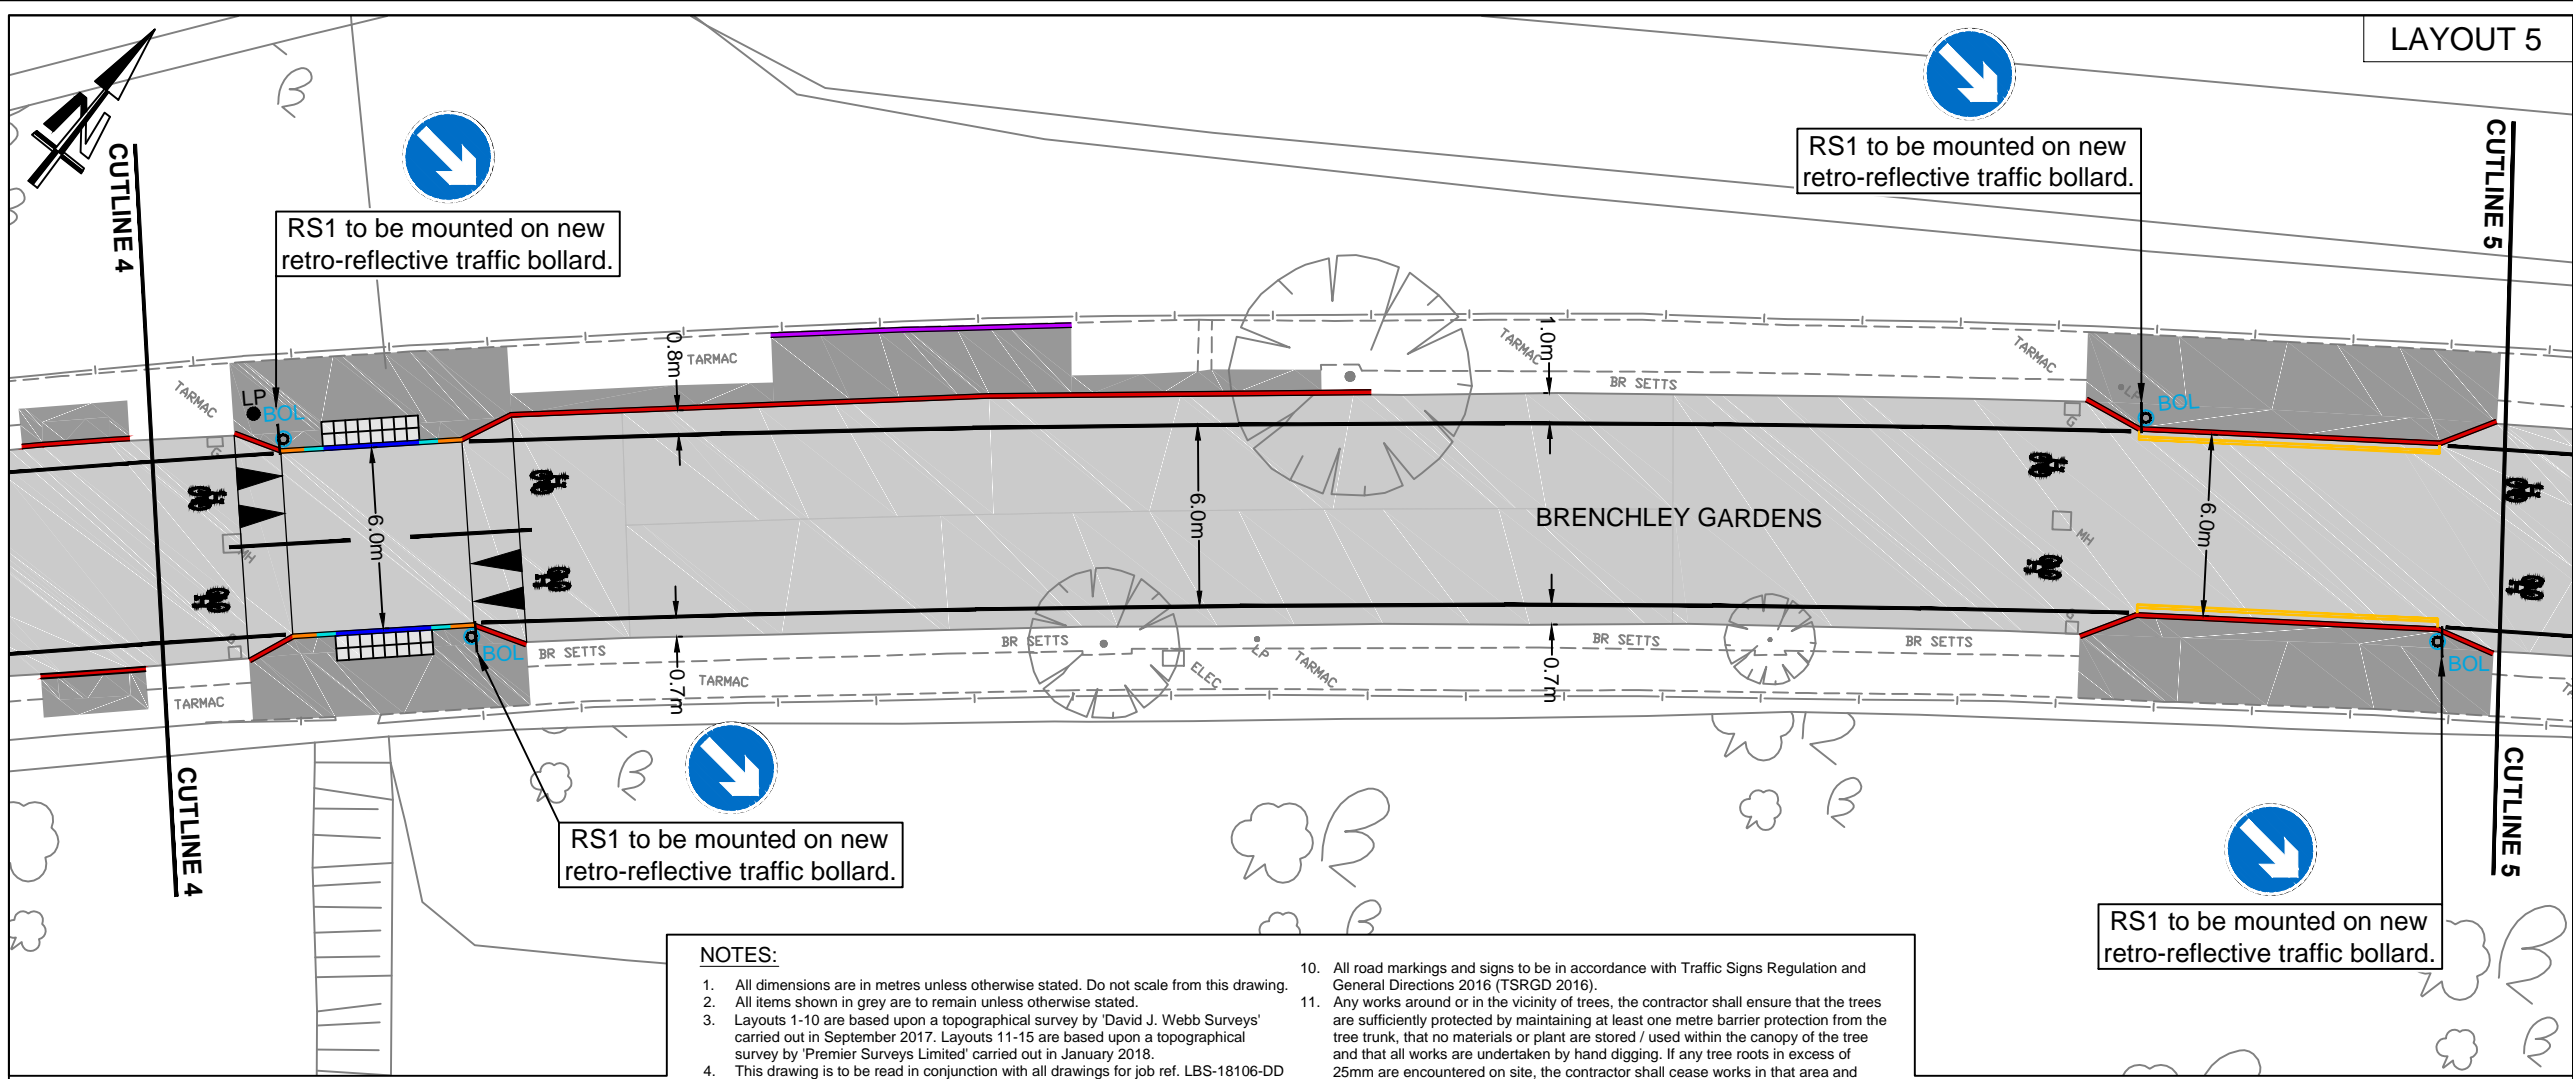 LAYOUT 5
N
CUTLINE 4
CUTLINE 5
RS1 to be mounted on new
retro-reflective traffic bollard.
RS1 to be mounted on new
retro-reflective traffic bollard.
TARMAC
LP
BOL
G
0.8m
TARMAC
1.0m
TARMAC
BR SETTS
TARMAC
LP
BOL
G
6.0m
6.0m
6.0m
BRENCHLEY GARDENS
MH
MH
G
BOL
BR SETTS
BR SETTS
BR SETTS
BR SETTS
G
BOL
TARMAC
0.7m
TARMAC
ELEC
LP
TARMAC
0.7m
CUTLINE 4
CUTLINE 5
RS1 to be mounted on new
retro-reflective traffic bollard.
RS1 to be mounted on new
retro-reflective traffic bollard.
NOTES:
1. All dimensions are in metres unless otherwise stated. Do not scale from this drawing.
2. All items shown in grey are to remain unless otherwise stated.
3. Layouts 1-10 are based upon a topographical survey by 'David J. Webb Surveys'
carried out in September 2017. Layouts 11-15 are based upon a topographical
survey by 'Premier Surveys Limited' carried out in January 2018.
4. This drawing is to be read in conjunction with all drawings for job ref. LBS-18106-DD
10. All road markings and signs to be in accordance with Traffic Signs Regulation and
General Directions 2016 (TSRGD 2016).
11. Any works around or in the vicinity of trees, the contractor shall ensure that the trees
are sufficiently protected by maintaining at least one metre barrier protection from the
tree trunk, that no materials or plant are stored / used within the canopy of the tree
and that all works are undertaken by hand digging. If any tree roots in excess of
25mm are encountered on site, the contractor shall cease works in that area and